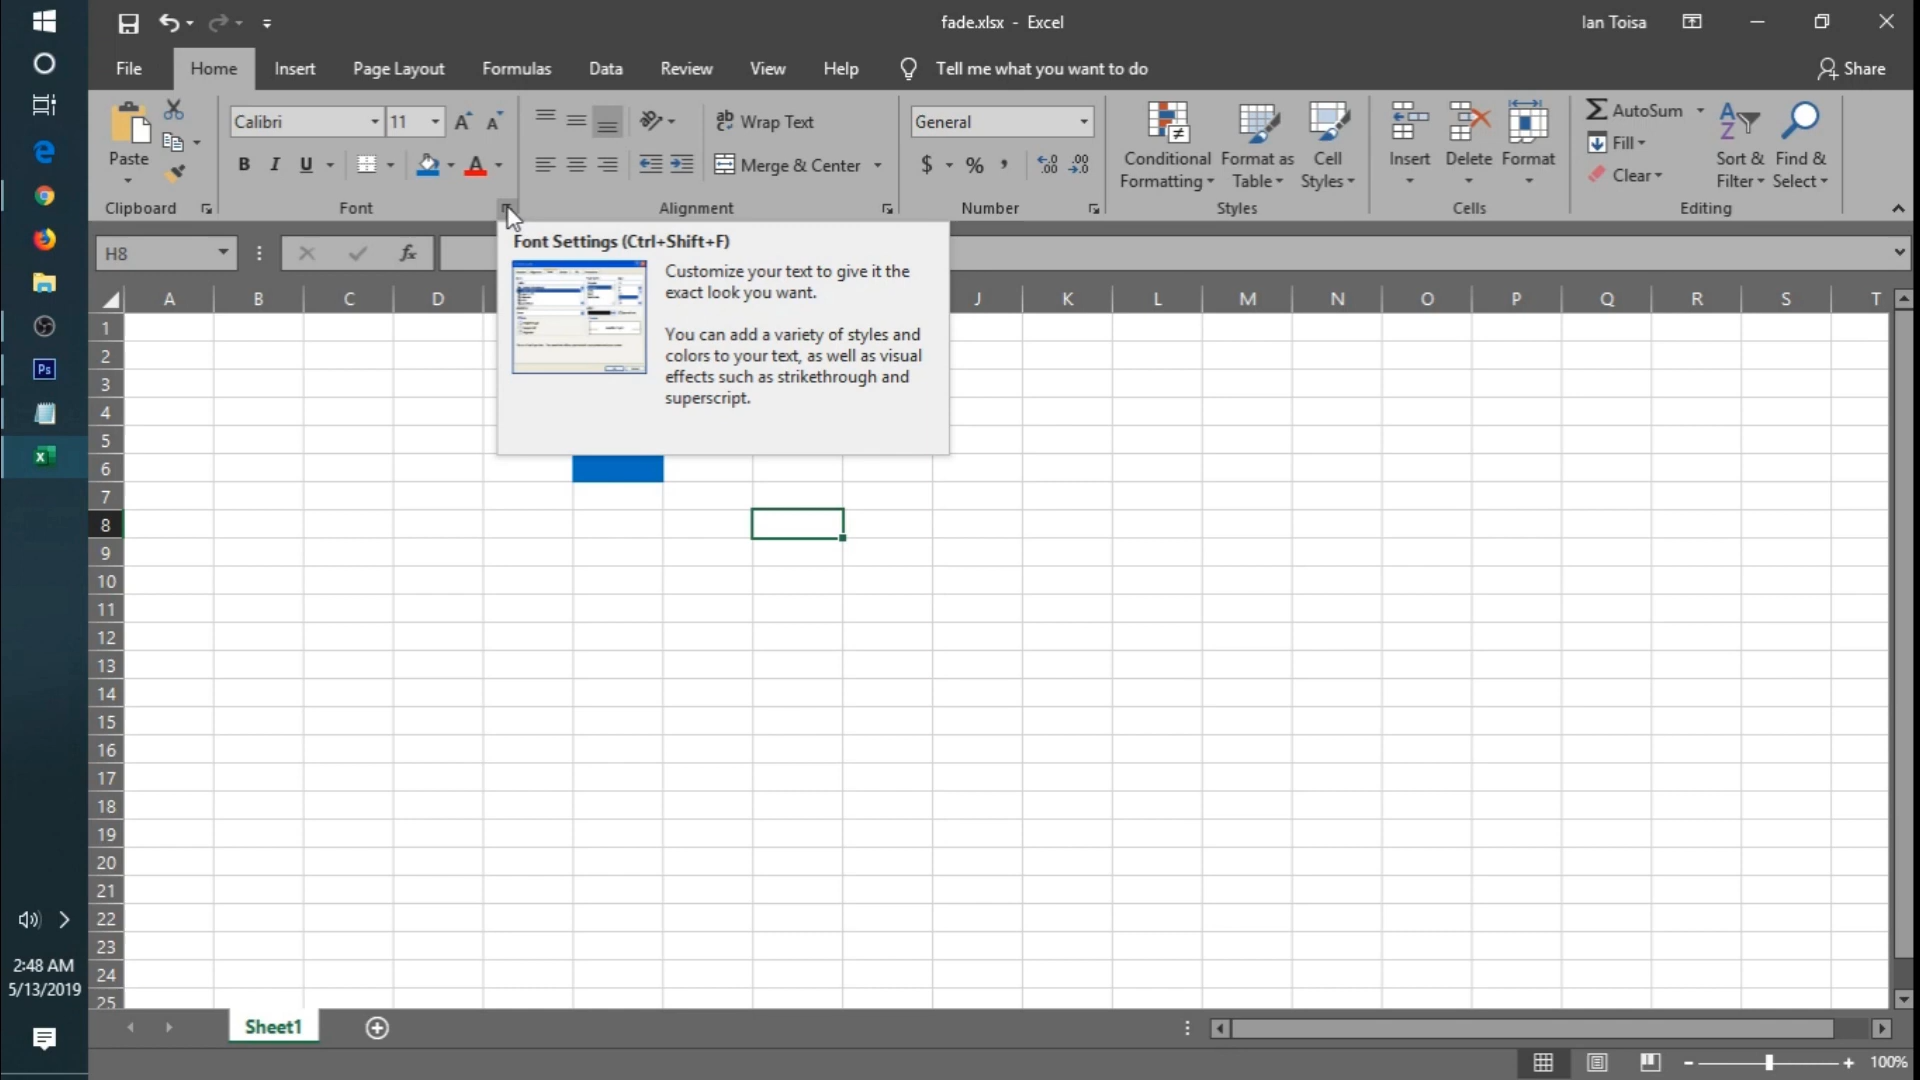 fade.xlsx - Excel
Ian Toisa
File Home Insert Page Layout Formulas Data Review View Help Tell me what you want to do Share
Calibri 11 Wrap Text General AutoSum
Fill
Paste B I U A Merge & Center $ % , Conditional Formatting Format as Table Cell Styles Insert Delete Format Clear Sort & Filter Find & Select
Clipboard Font Alignment Number Styles Cells Editing
H8 fx
Font Settings (Ctrl+Shift+F)
Customize your text to give it the
exact look you want.
You can add a variety of styles and
colors to your text, as well as visual
effects such as strikethrough and
superscript.
A B C D J K L M N O P Q R S T
1
2
3
4
5
6
7
8
9
10
11
12
13
14
15
16
17
18
19
20
21
22
23
24
25
Ps
2:48 AM
5/13/2019
Sheet1
100%